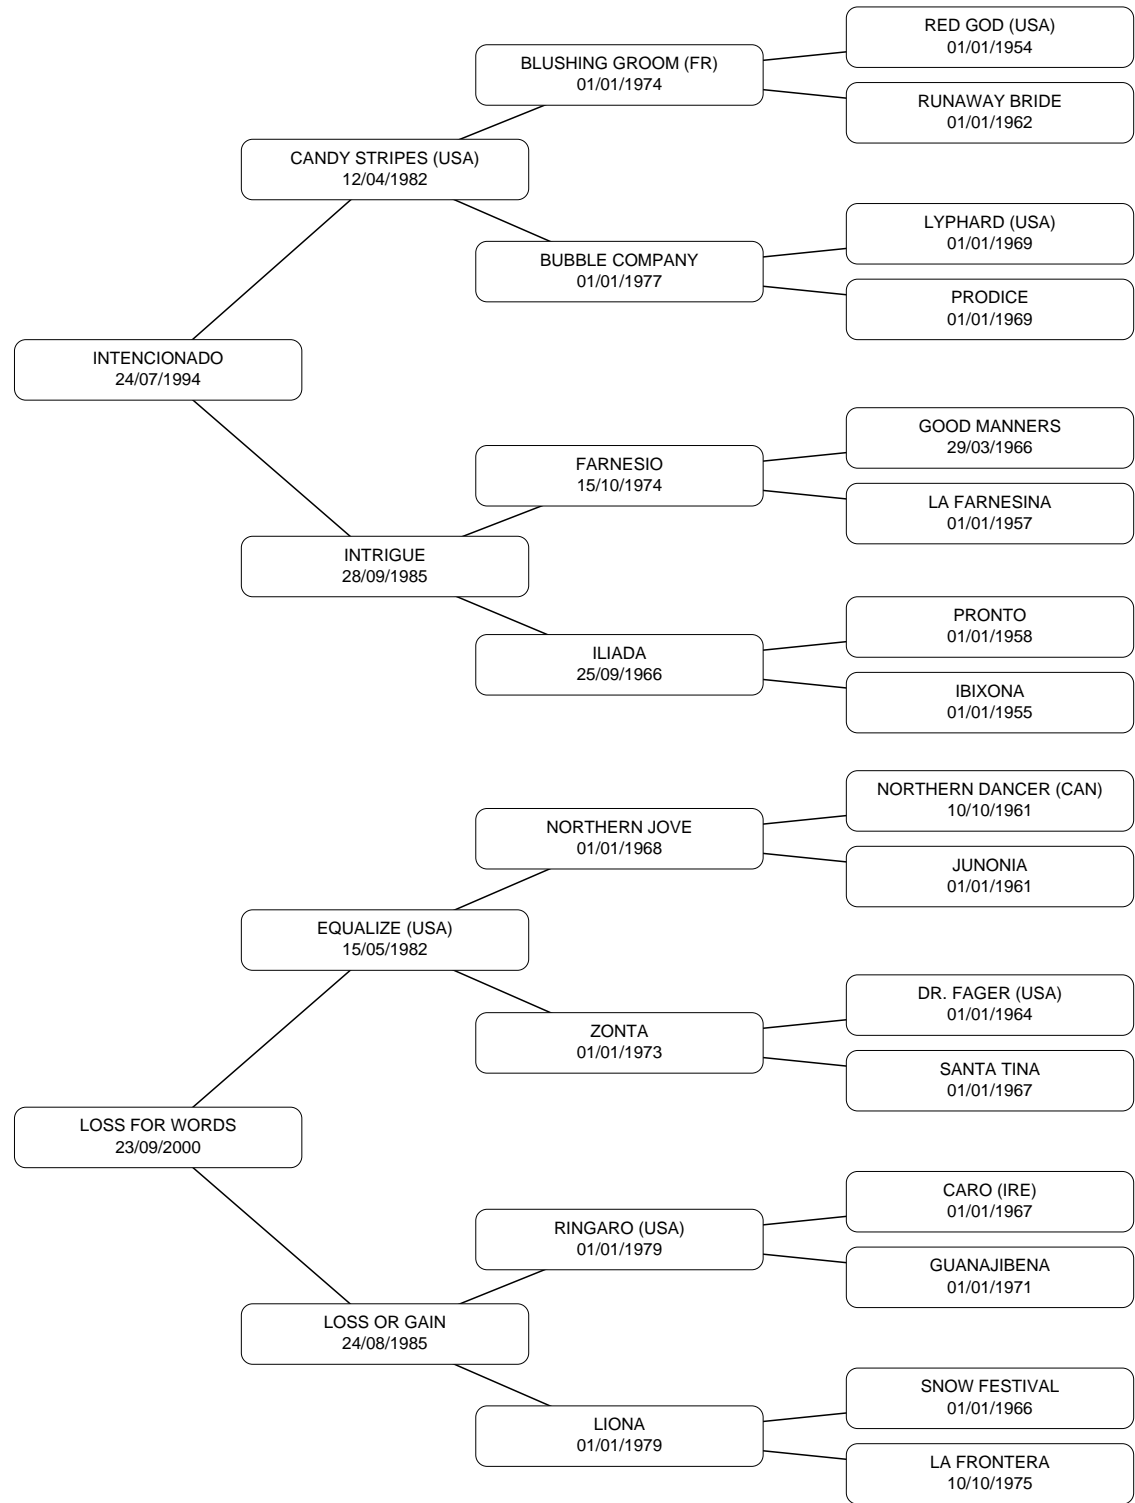 RED GOD (USA)
01/01/1954
BLUSHING GROOM (FR)
01/01/1974
RUNAWAY BRIDE
01/01/1962
CANDY STRIPES (USA)
12/04/1982
LYPHARD (USA)
01/01/1969
BUBBLE COMPANY
01/01/1977
PRODICE
01/01/1969
INTENCIONADO
24/07/1994
GOOD MANNERS
29/03/1966
FARNESIO
15/10/1974
LA FARNESINA
01/01/1957
INTRIGUE
28/09/1985
PRONTO
01/01/1958
ILIADA
25/09/1966
IBIXONA
01/01/1955
NORTHERN DANCER (CAN)
10/10/1961
NORTHERN JOVE
01/01/1968
JUNONIA
01/01/1961
EQUALIZE (USA)
15/05/1982
DR. FAGER (USA)
01/01/1964
ZONTA
01/01/1973
SANTA TINA
01/01/1967
LOSS FOR WORDS
23/09/2000
CARO (IRE)
01/01/1967
RINGARO (USA)
01/01/1979
GUANAJIBENA
01/01/1971
LOSS OR GAIN
24/08/1985
SNOW FESTIVAL
01/01/1966
LIONA
01/01/1979
LA FRONTERA
10/10/1975